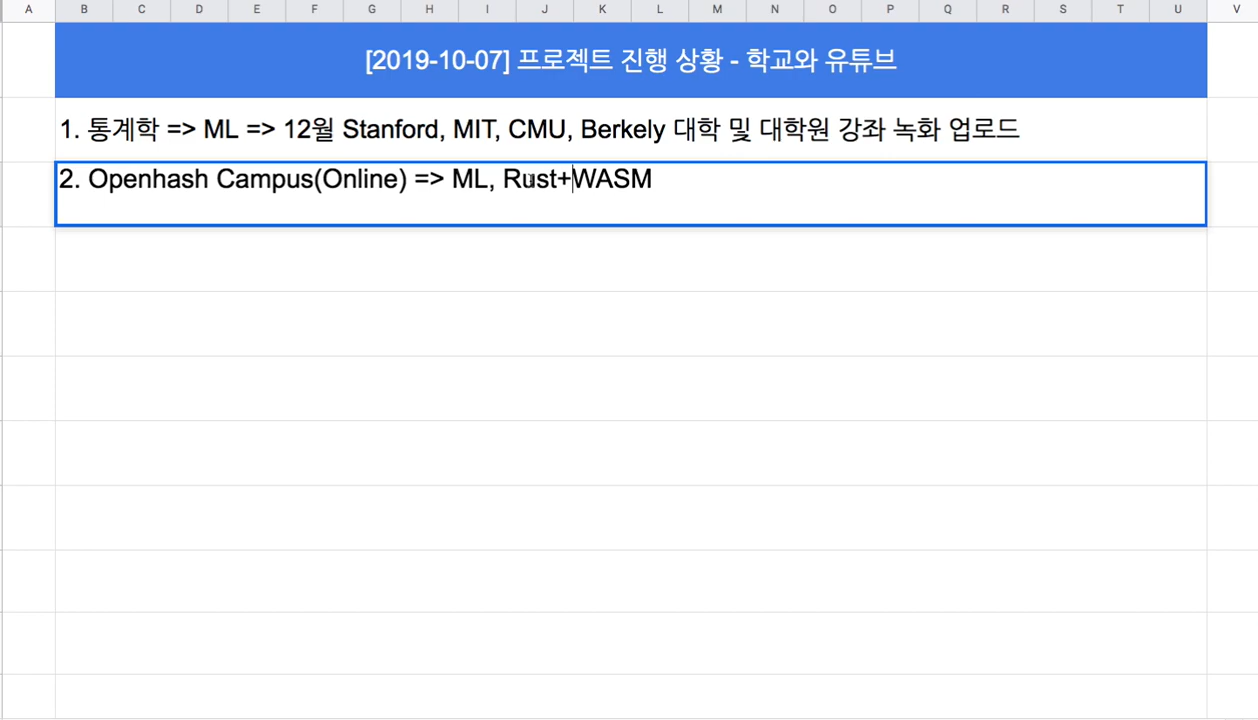 A B C D E F G H I J K L M N O P Q R S T U V
[2019-10-07] 프로젝트 진행 상황 - 학교와 유튜브
1. 통계학 => ML => 12월 Stanford, MIT, CMU, Berkely 대학 및 대학원 강좌 녹화 업로드
2. Openhash Campus(Online) => ML, Rust+WASM